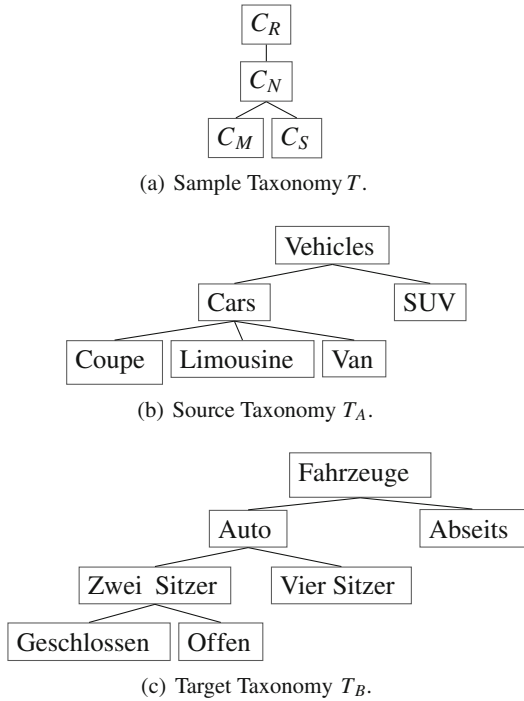 C_R
C_N
C_M C_S
(a) Sample Taxonomy T.
Vehicles
Cars SUV
Coupe Limousine Van
(b) Source Taxonomy T_A.
Fahrzeuge
Auto Abseits
Zwei Sitzer Vier Sitzer
Geschlossen Offen
(c) Target Taxonomy T_B.